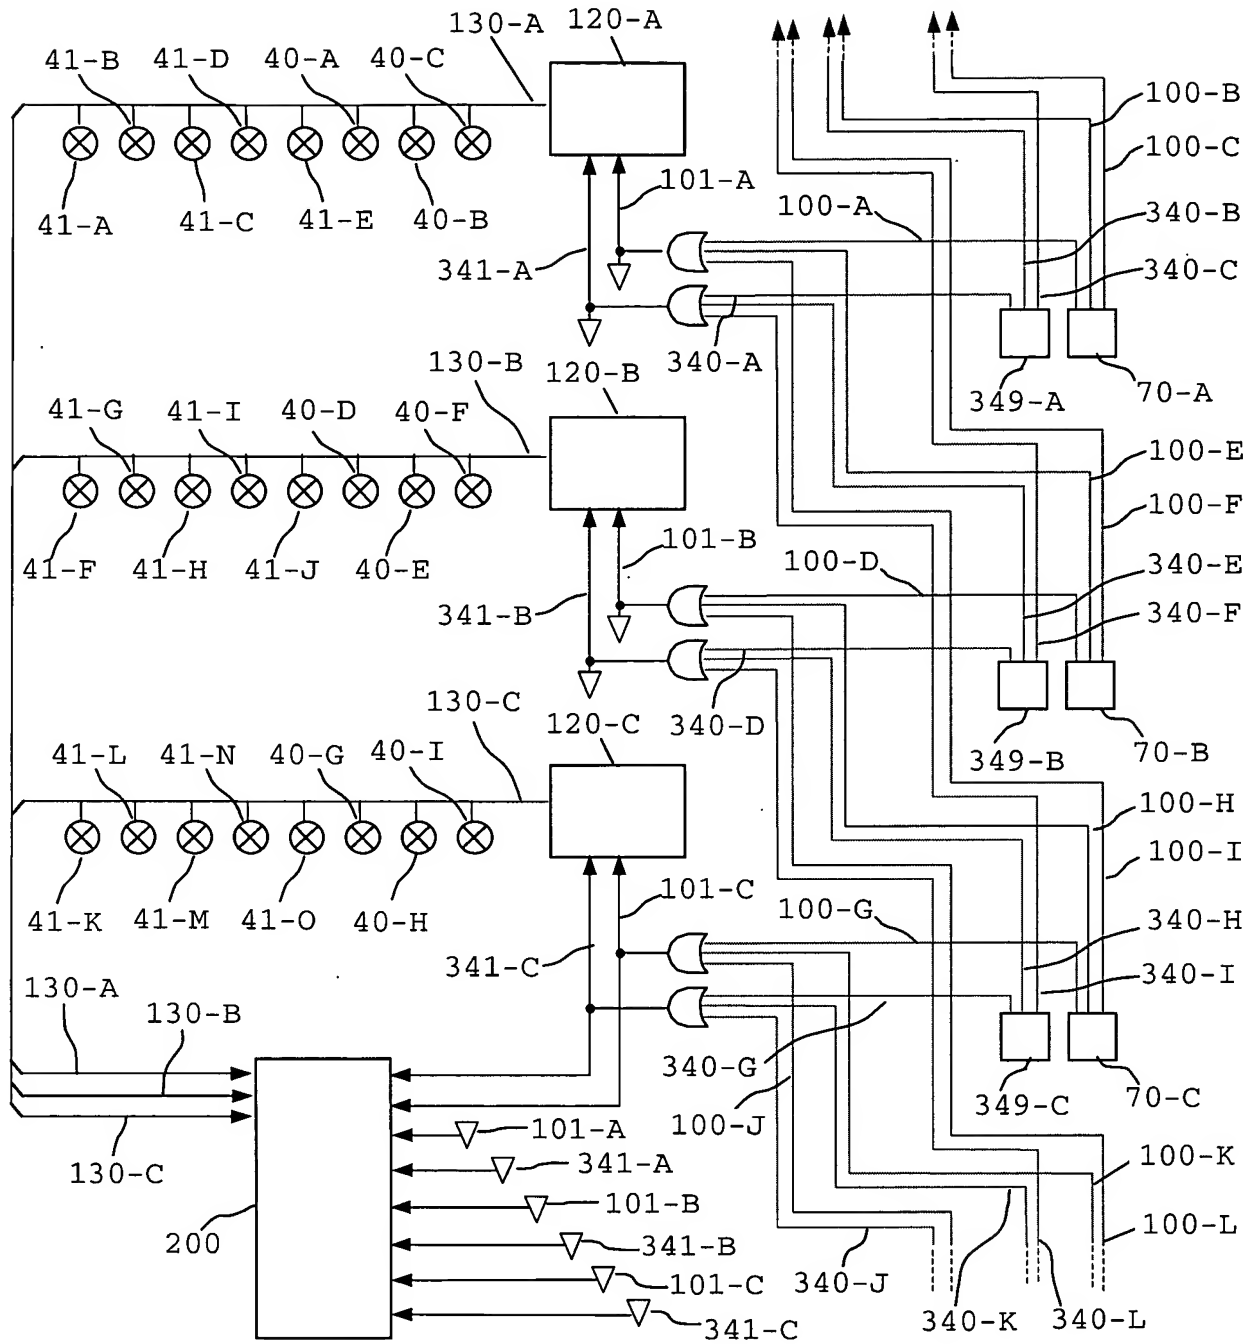 130-A 120-A
41-B 41-D 40-A 40-C
100-B
100-C
101-A
100-A
340-B
41-A 41-C 41-E 40-B
341-A
340-C
340-A
130-B 120-B
349-A 70-A
41-G 41-I 40-D 40-F
100-E
100-F
101-B
100-D
340-E
41-F 41-H 41-J 40-E
341-B
340-F
130-C 120-C
340-D
349-B 70-B
41-L 41-N 40-G 40-I
100-H
100-I
101-C
100-G
340-H
41-K 41-M 41-O 40-H
341-C
340-I
130-A
130-B
340-G
349-C 70-C
100-J
101-A
130-C
341-A
100-K
101-B
200
341-B
100-L
101-C
340-J
341-C
340-K 340-L